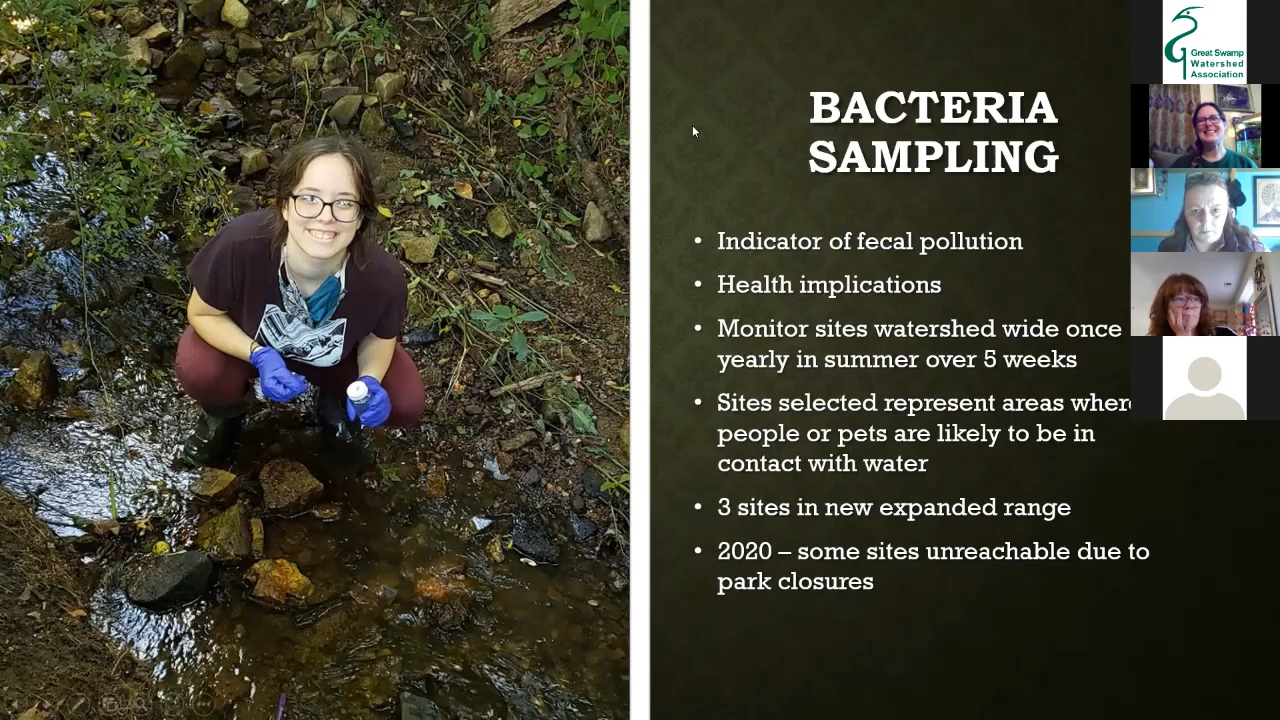 BACTERIA
SAMPLING
• Indicator of fecal pollution
• Health implications
• Monitor sites watershed wide once
yearly in summer over 5 weeks
• Sites selected represent areas where
people or pets are likely to be in
contact with water
• 3 sites in new expanded range
• 2020 – some sites unreachable due to
park closures
Great Swamp
Watershed
Association